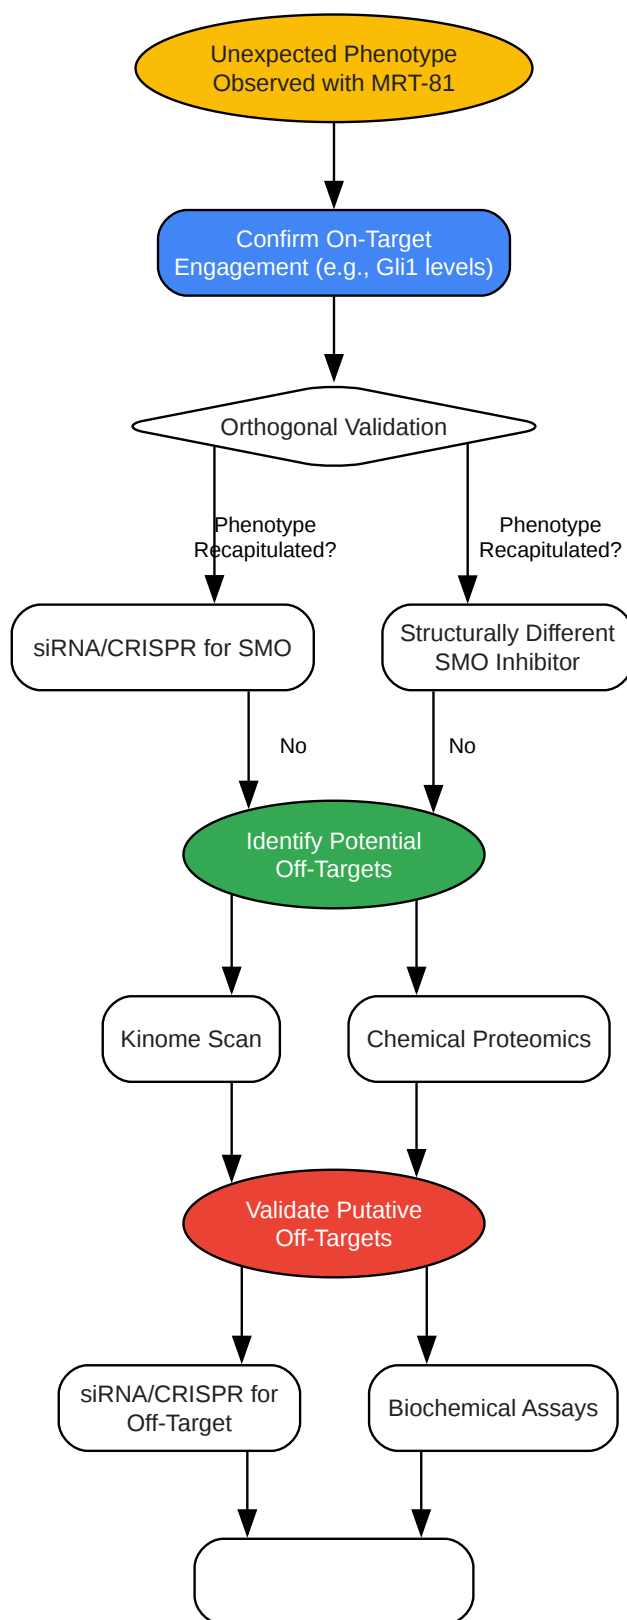 Unexpected Phenotype
Observed with MRT-81
Confirm On-Target
Engagement (e.g., Gli1 levels)
Orthogonal Validation
Phenotype
Recapitulated?
Phenotype
Recapitulated?
siRNA/CRISPR for SMO
Structurally Different
SMO Inhibitor
No
No
Identify Potential
Off-Targets
Kinome Scan
Chemical Proteomics
Validate Putative
Off-Targets
siRNA/CRISPR for
Off-Target
Biochemical Assays